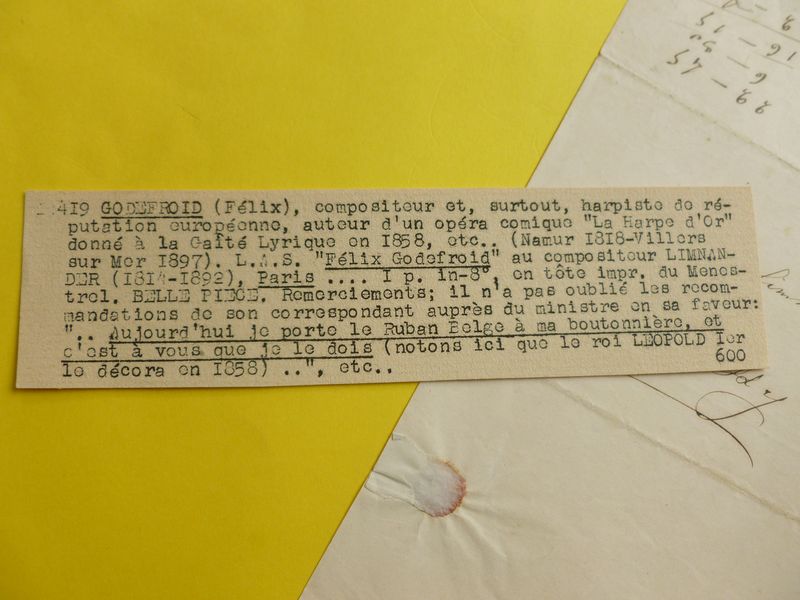 419 GODEFROID (Félix), compositeur et, surtout, harpiste de ré-
putation européenne, auteur d'un opéra comique "La Harpe d'Or"
donné à la Gaîté Lyrique en 1858, etc.. (Namur 1818-Villers
sur Mer 1897). L.A.S. "Félix Godefroid" au compositeur LIMNAN-
DER (1814-1892), Paris .... I p. in-8°, en tête impr. du Menes-
trel. BELLE PIECE. Remerciements; il n'a pas oublié les recom-
mandations de son correspondant auprès du ministre en sa faveur:
".. Aujourd'hui je porte le Ruban Belge à ma boutonnière, et
c'est à vous que je le dois (notons ici que le roi LEOPOLD Ier
le décora en 1858) ..", etc..
600